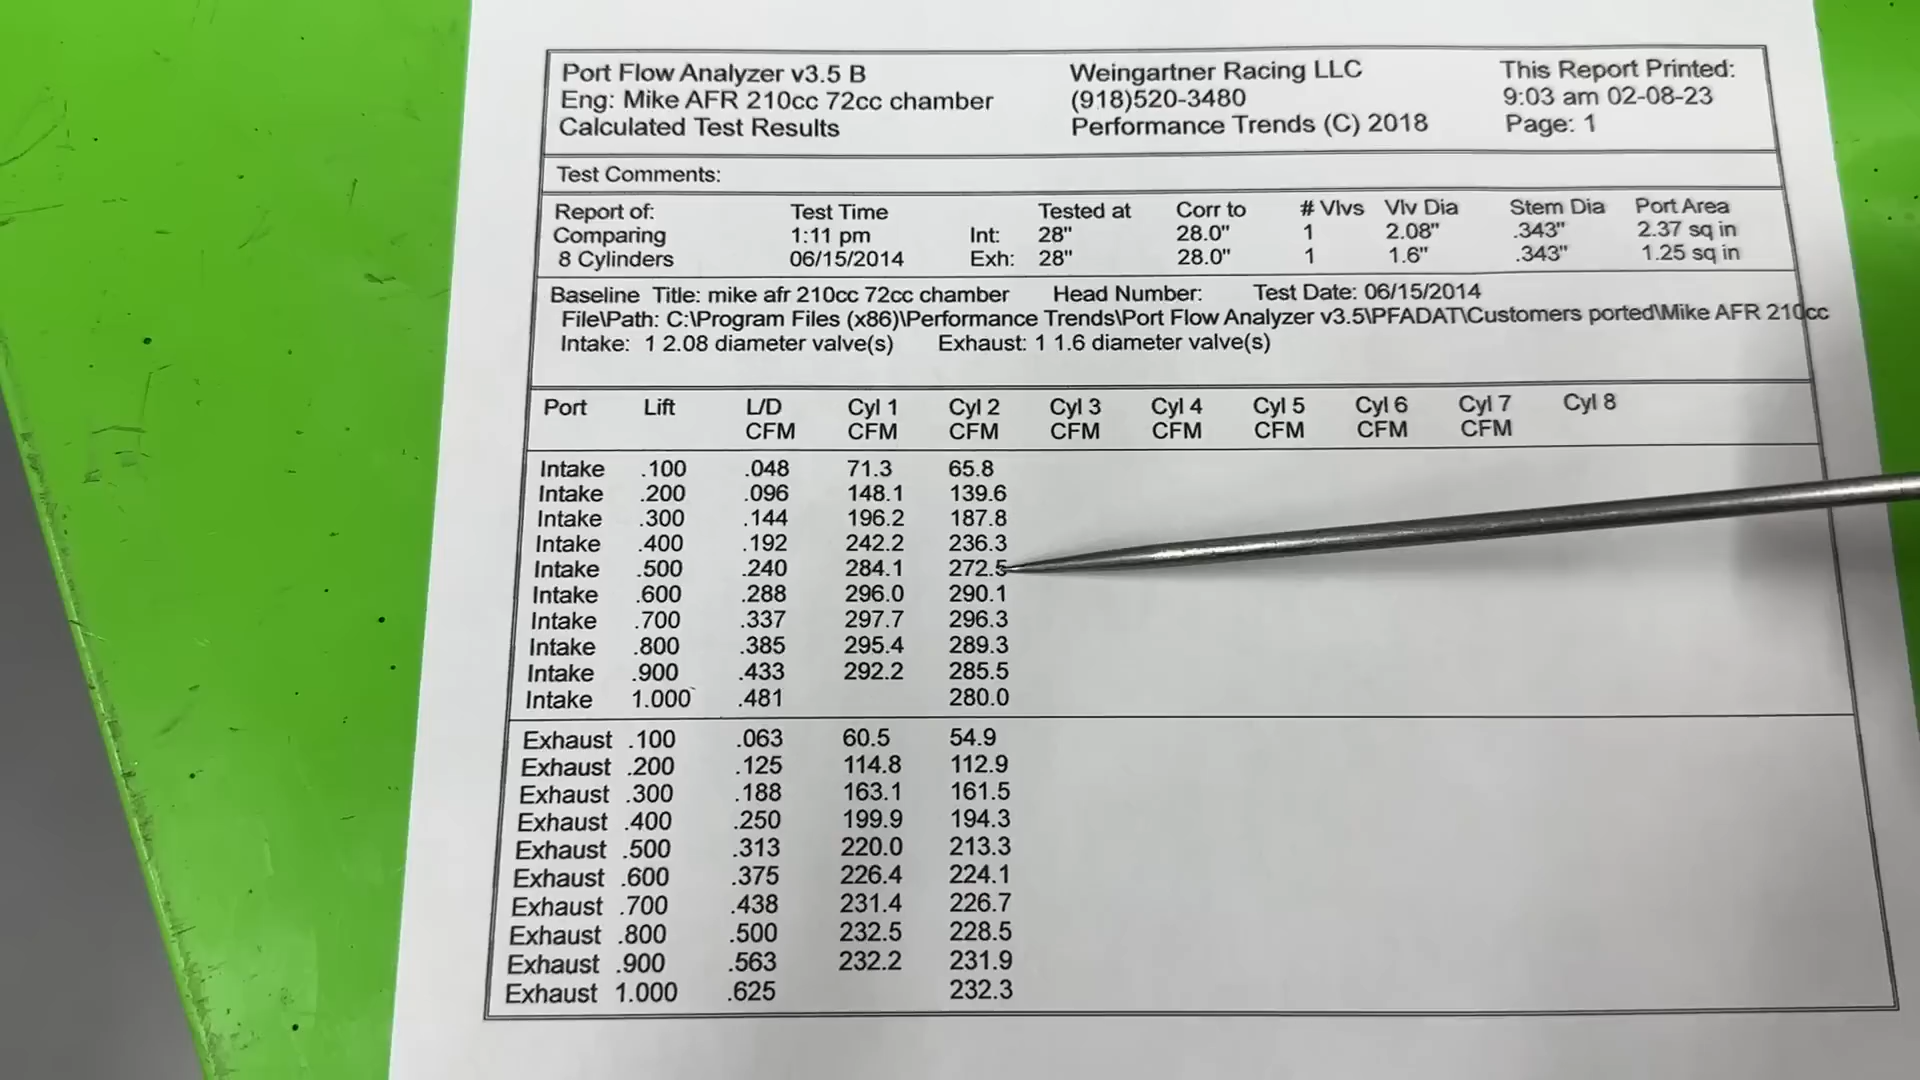 Port Flow Analyzer v3.5 B Weingartner Racing LLC This Report Printed:
Eng: Mike AFR 210cc 72cc chamber (918)520-3480 9:03 am 02-08-23
Calculated Test Results Performance Trends (C) 2018 Page: 1
Test Comments:
Report of: Test Time Tested at Corr to # Vlvs Vlv Dia Stem Dia Port Area
Comparing 1:11 pm Int: 28" 28.0" 1 2.08" .343" 2.37 sq in
8 Cylinders 06/15/2014 Exh: 28" 28.0" 1 1.6" .343" 1.25 sq in
Baseline Title: mike afr 210cc 72cc chamber Head Number: Test Date: 06/15/2014
File\Path: C:\Program Files (x86)\Performance Trends\Port Flow Analyzer v3.5\PFADAT\Customers ported\Mike AFR 210cc
Intake: 1 2.08 diameter valve(s) Exhaust: 1 1.6 diameter valve(s)
Port Lift L/D Cyl 1 Cyl 2 Cyl 3 Cyl 4 Cyl 5 Cyl 6 Cyl 7 Cyl 8
CFM CFM CFM CFM CFM CFM CFM CFM
Intake .100 .048 71.3 65.8
Intake .200 .096 148.1 139.6
Intake .300 .144 196.2 187.8
Intake .400 .192 242.2 236.3
Intake .500 .240 284.1 272.5
Intake .600 .288 296.0 290.1
Intake .700 .337 297.7 296.3
Intake .800 .385 295.4 289.3
Intake .900 .433 292.2 285.5
Intake 1.000 .481 280.0
Exhaust .100 .063 60.5 54.9
Exhaust .200 .125 114.8 112.9
Exhaust .300 .188 163.1 161.5
Exhaust .400 .250 199.9 194.3
Exhaust .500 .313 220.0 213.3
Exhaust .600 .375 226.4 224.1
Exhaust .700 .438 231.4 226.7
Exhaust .800 .500 232.5 228.5
Exhaust .900 .563 232.2 231.9
Exhaust 1.000 .625 232.3